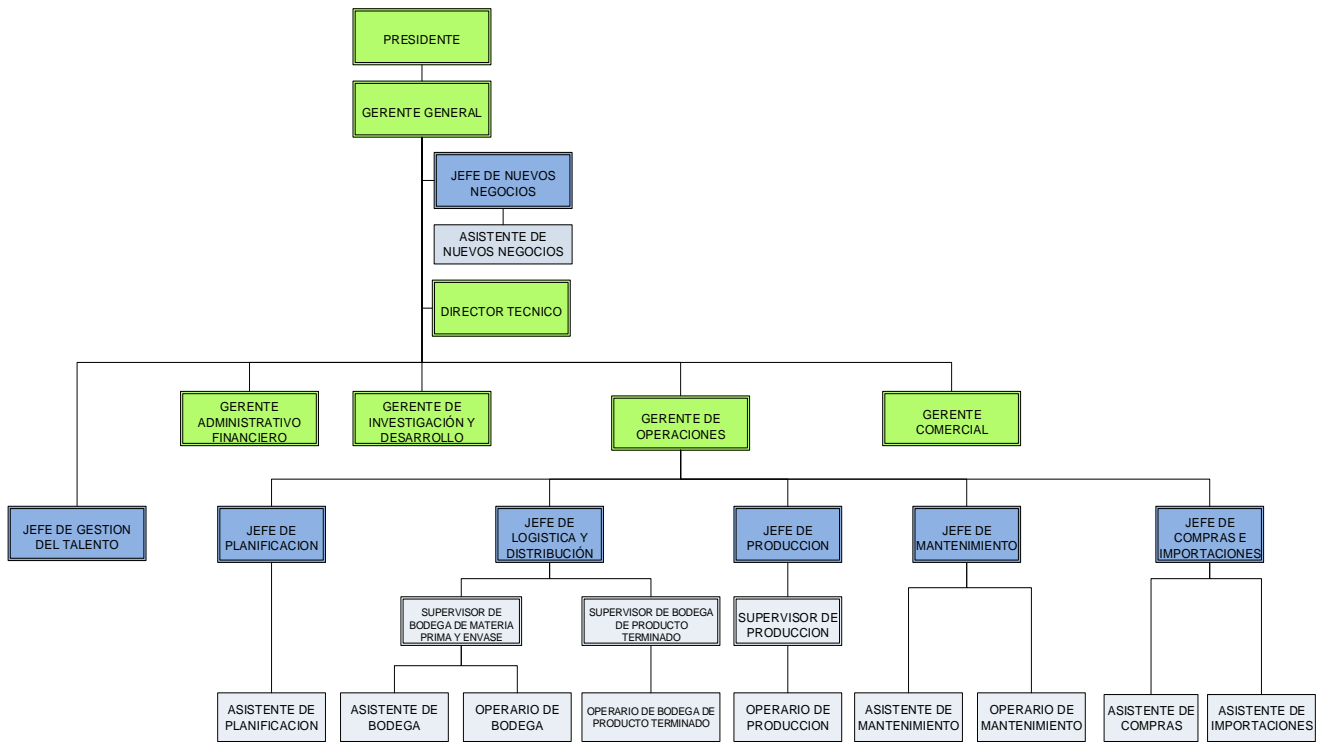 PRESIDENTE
GERENTE GENERAL
JEFE DE NUEVOS
NEGOCIOS
ASISTENTE DE
NUEVOS NEGOCIOS
DIRECTOR TECNICO
GERENTE
ADMINISTRATIVO
FINANCIERO
GERENTE DE
INVESTIGACIÓN Y
DESARROLLO
GERENTE DE
OPERACIONES
GERENTE
COMERCIAL
JEFE DE GESTION
DEL TALENTO
JEFE DE
PLANIFICACION
JEFE DE
LOGISTICA Y
DISTRIBUCIÓN
JEFE DE
PRODUCCION
JEFE DE
MANTENIMIENTO
JEFE DE
COMPRAS E
IMPORTACIONES
SUPERVISOR DE
BODEGA DE MATERIA
PRIMA Y ENVASE
SUPERVISOR DE BODEGA
DE PRODUCTO
TERMINADO
SUPERVISOR DE
PRODUCCION
ASISTENTE DE
PLANIFICACION
ASISTENTE DE
BODEGA
OPERARIO DE
BODEGA
OPERARIO DE BODEGA DE
PRODUCTO TERMINADO
OPERARIO DE
PRODUCCION
ASISTENTE DE
MANTENIMIENTO
OPERARIO DE
MANTENIMIENTO
ASISTENTE DE
COMPRAS
ASISTENTE DE
IMPORTACIONES